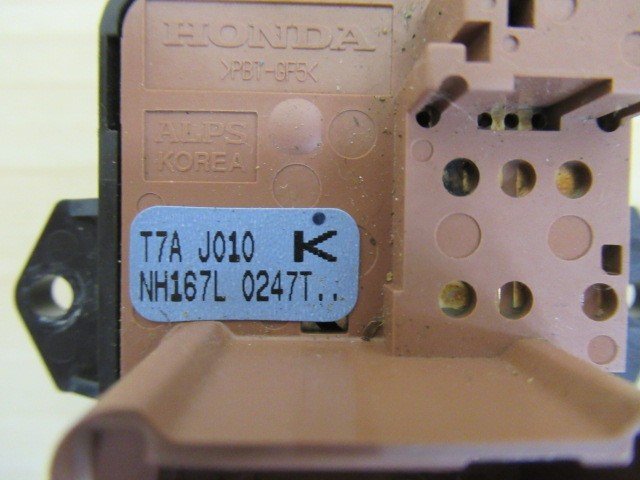 HONDA
>PBT-GF5<
ALPS
KOREA
T7A J010 K
NH167L 0247T..